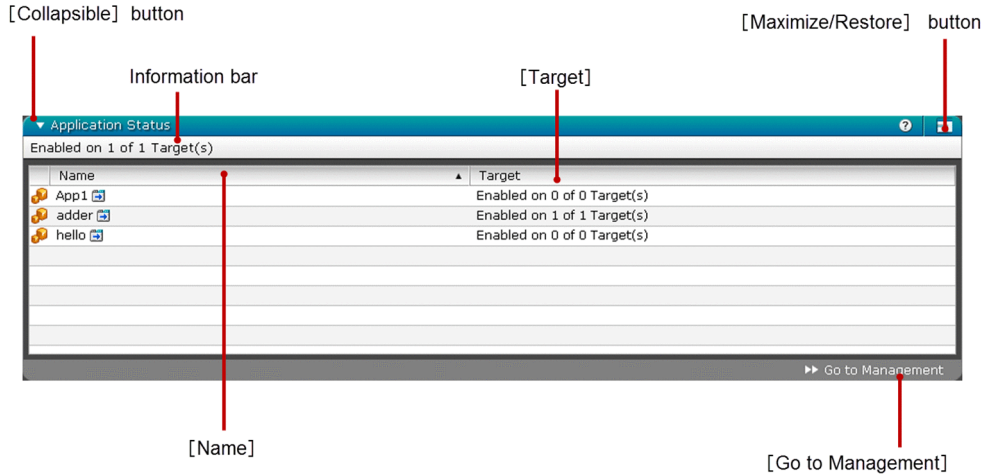 ［Collapsible］ button
［Maximize/Restore］ button
Information bar
［Target］
Application Status
?
Enabled on 1 of 1 Target(s)
Name Target
App1 Enabled on 0 of 0 Target(s)
adder Enabled on 1 of 1 Target(s)
hello Enabled on 0 of 0 Target(s)
Go to Management
［Name］
［Go to Management］